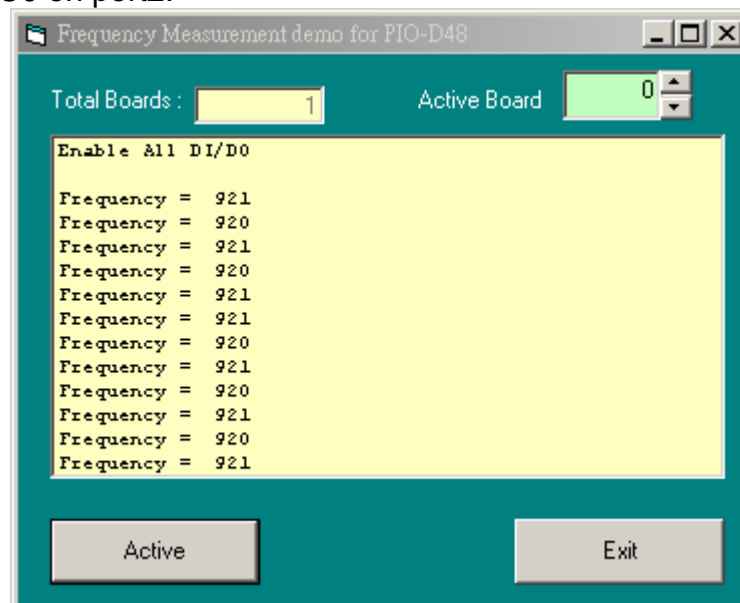 Frequency Measurement demo for PIO-D48
Total Boards : 1 Active Board 0
Enable All DI/DO
Frequency = 921
Frequency = 920
Frequency = 921
Frequency = 920
Frequency = 921
Frequency = 921
Frequency = 920
Frequency = 921
Frequency = 920
Frequency = 921
Frequency = 920
Frequency = 921
Active Exit